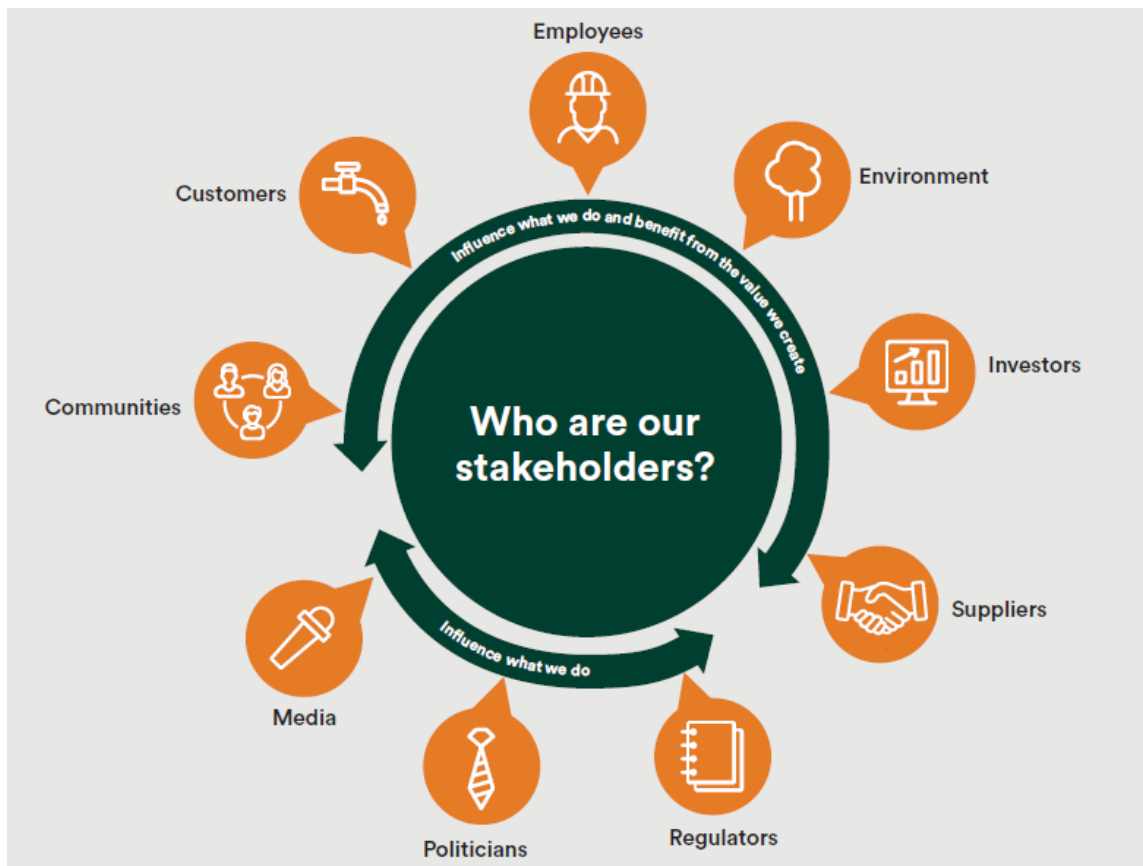 Employees
Environment
Customers
Influence what we do and benefit from the value we create
Investors
Communities
Who are our
stakeholders?
Suppliers
Influence what we do
Media
Regulators
Politicians